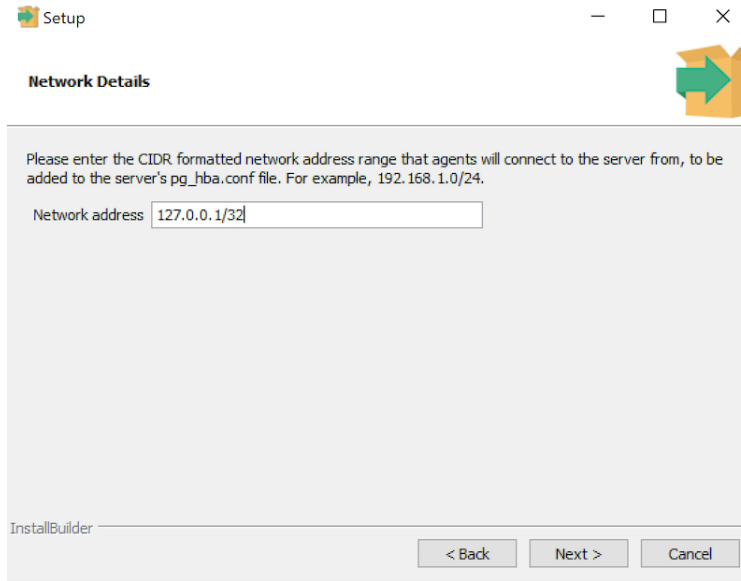 Setup
Network Details
Please enter the CIDR formatted network address range that agents will connect to the server from, to be
added to the server's pg_hba.conf file. For example, 192.168.1.0/24.
Network address 127.0.0.1/32
InstallBuilder
< Back Next > Cancel